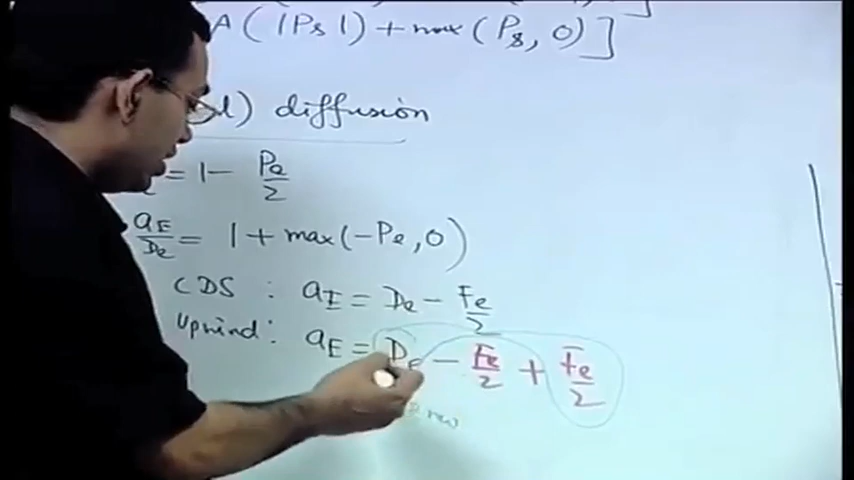 A(|Ps|) + max(Ps, 0)]
) diffusion
= 1 - Pe/2
aE/De = 1 + max(-Pe, 0)
CDS : aE = De - Fe/2
Upwind: aE = De - Fe/2 + Fe/2